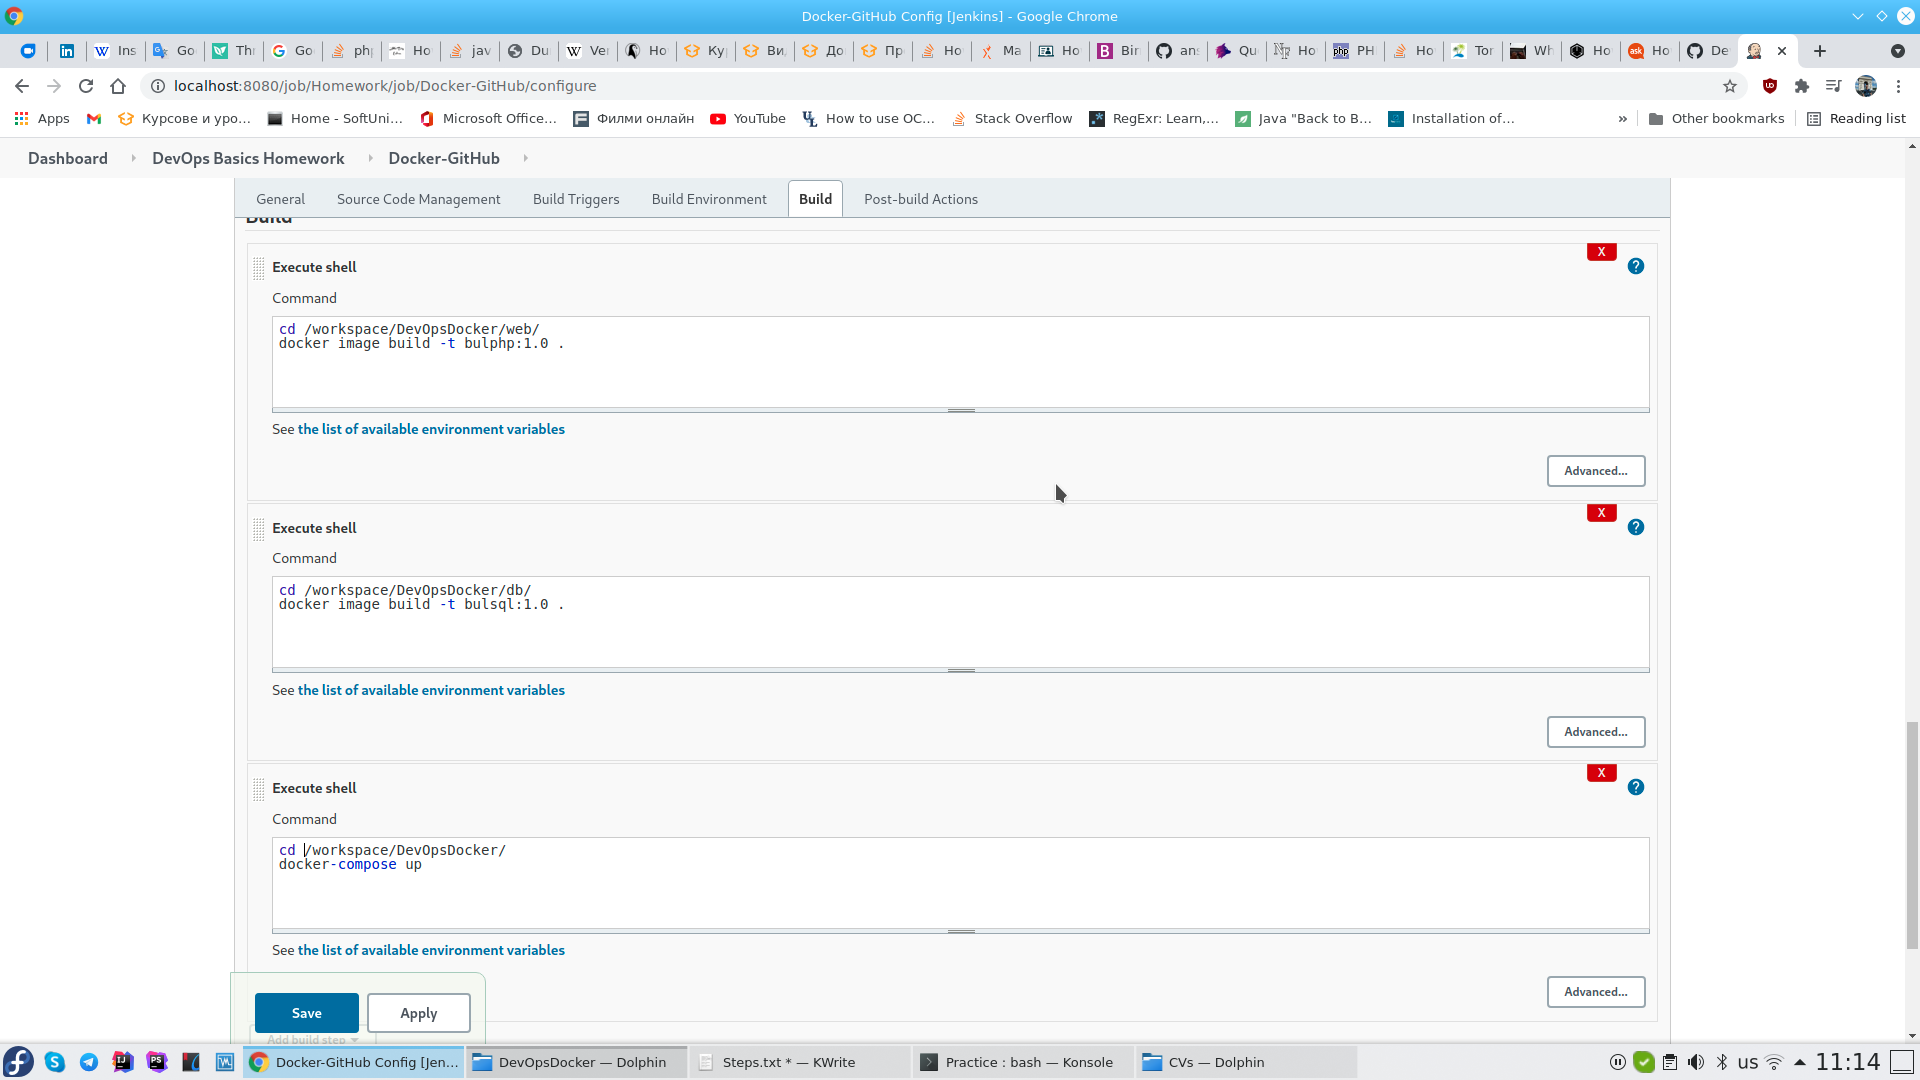 Docker-GitHub Config [Jenkins] - Google Chrome
Ins Go Th Go ph Ho jav Du Ve Ho Ку Ви До Пр Ho Ma Ho Bir an Qu Ho PH Ho Tor Wh Ho Ho De
localhost:8080/job/Homework/job/Docker-GitHub/configure
Apps Курсове и уро... Home - SoftUni... Microsoft Office... Филми онлайн YouTube How to use OC... Stack Overflow RegExr: Learn,... Java "Back to B... Installation of... » Other bookmarks Reading list
Dashboard DevOps Basics Homework Docker-GitHub
General Source Code Management Build Triggers Build Environment Build Post-build Actions
Build
X
Execute shell ?
Command
cd /workspace/DevOpsDocker/web/
docker image build -t bulphp:1.0 .
See the list of available environment variables
Advanced...
X
Execute shell ?
Command
cd /workspace/DevOpsDocker/db/
docker image build -t bulsql:1.0 .
See the list of available environment variables
Advanced...
X
Execute shell ?
Command
cd /workspace/DevOpsDocker/
docker-compose up
See the list of available environment variables
Advanced...
Save Apply
Add build step
Docker-GitHub Config [Jen... DevOpsDocker — Dolphin Steps.txt * — KWrite Practice : bash — Konsole CVs — Dolphin us 11:14